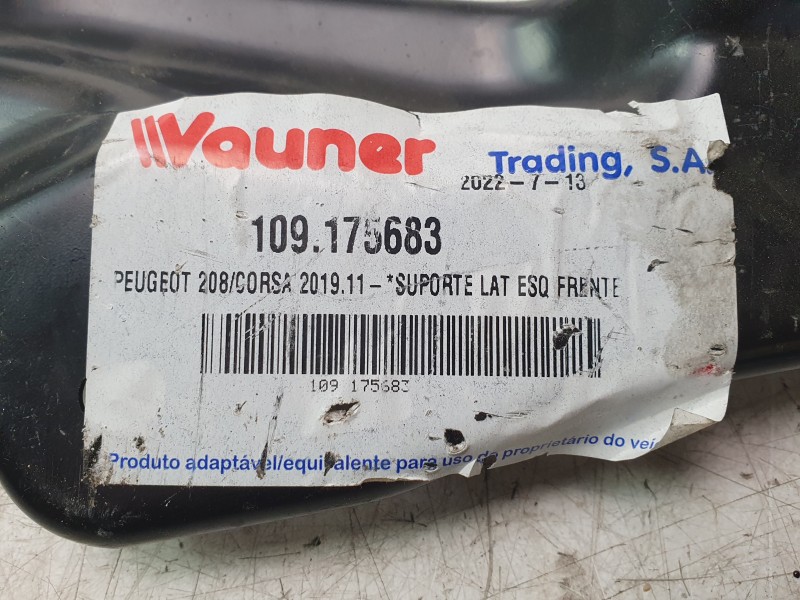 Vauner Trading, S.A.
2022-7-13
109.175683
PEUGEOT 208/CORSA 2019.11-*SUPORTE LAT ESQ FRENTE
109 175683
Produto adaptável/equivalente para uso do proprietário do veí